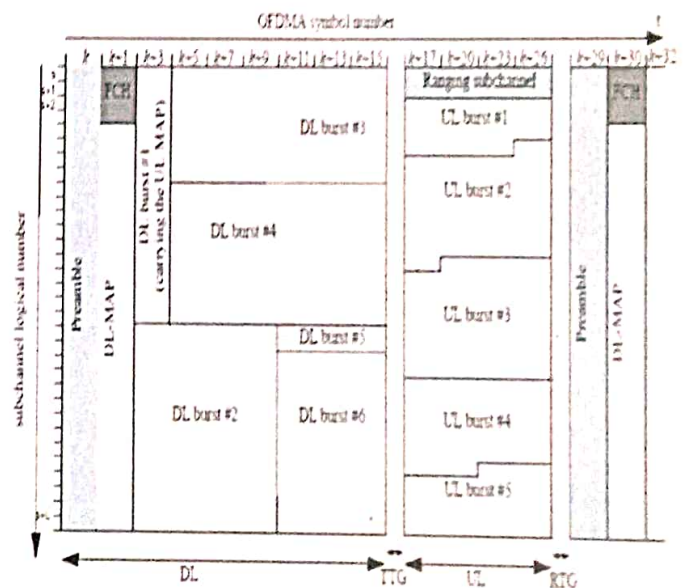 OFDMA symbol number t
k k+1 k+3 k+5 k+7 k+9 k+11 k+13 k+15 k+17 k+20 k+23 k+26 k+29 k+30 k+32
FCH
Ranging subchannel
FCH
DL burst #3
UL burst #1
DL burst #1
(carrying the UL MAP)
UL burst #2
DL burst #4
subchannel logical number
Preamble
DL-MAP
UL burst #3
Preamble
DL-MAP
DL burst #5
DL burst #2
DL burst #6
UL burst #4
UL burst #5
DL
TTG
UL
RTG